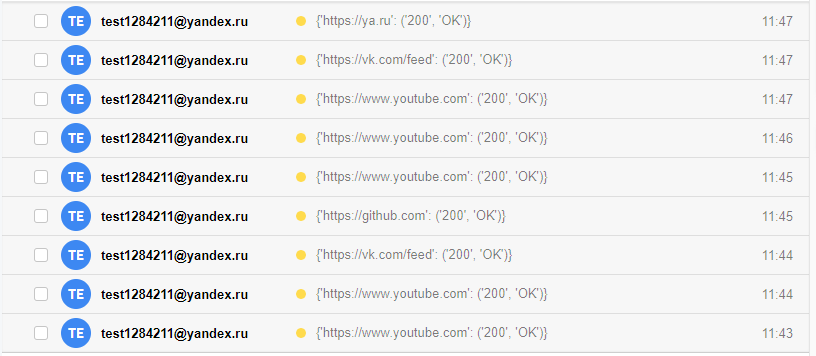 TE test1284211@yandex.ru {'https://ya.ru': ('200', 'OK')} 11:47
TE test1284211@yandex.ru {'https://vk.com/feed': ('200', 'OK')} 11:47
TE test1284211@yandex.ru {'https://www.youtube.com': ('200', 'OK')} 11:47
TE test1284211@yandex.ru {'https://www.youtube.com': ('200', 'OK')} 11:46
TE test1284211@yandex.ru {'https://www.youtube.com': ('200', 'OK')} 11:45
TE test1284211@yandex.ru {'https://github.com': ('200', 'OK')} 11:45
TE test1284211@yandex.ru {'https://vk.com/feed': ('200', 'OK')} 11:44
TE test1284211@yandex.ru {'https://www.youtube.com': ('200', 'OK')} 11:44
TE test1284211@yandex.ru {'https://www.youtube.com': ('200', 'OK')} 11:43